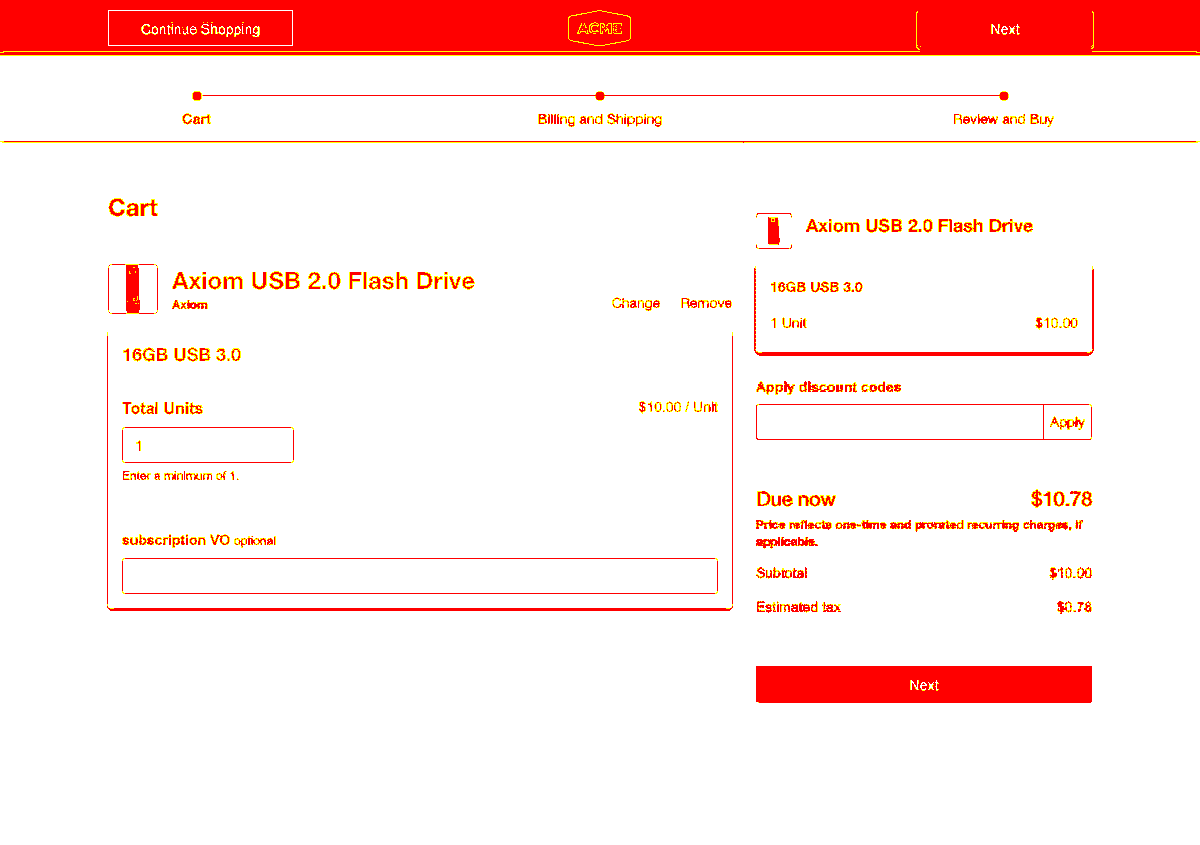 Continue Shopping
ACME
Next
Cart
Billing and Shipping
Review and Buy
Cart
Axiom USB 2.0 Flash Drive
Axiom
Change Remove
16GB USB 3.0
Total Units
$10.00 / Unit
1
Enter a minimum of 1.
subscription VO optional
Axiom USB 2.0 Flash Drive
16GB USB 3.0
1 Unit $10.00
Apply discount codes
Apply
Due now $10.78
Price reflects one-time and prorated recurring charges, if
applicable.
Subtotal $10.00
Estimated tax $0.78
Next